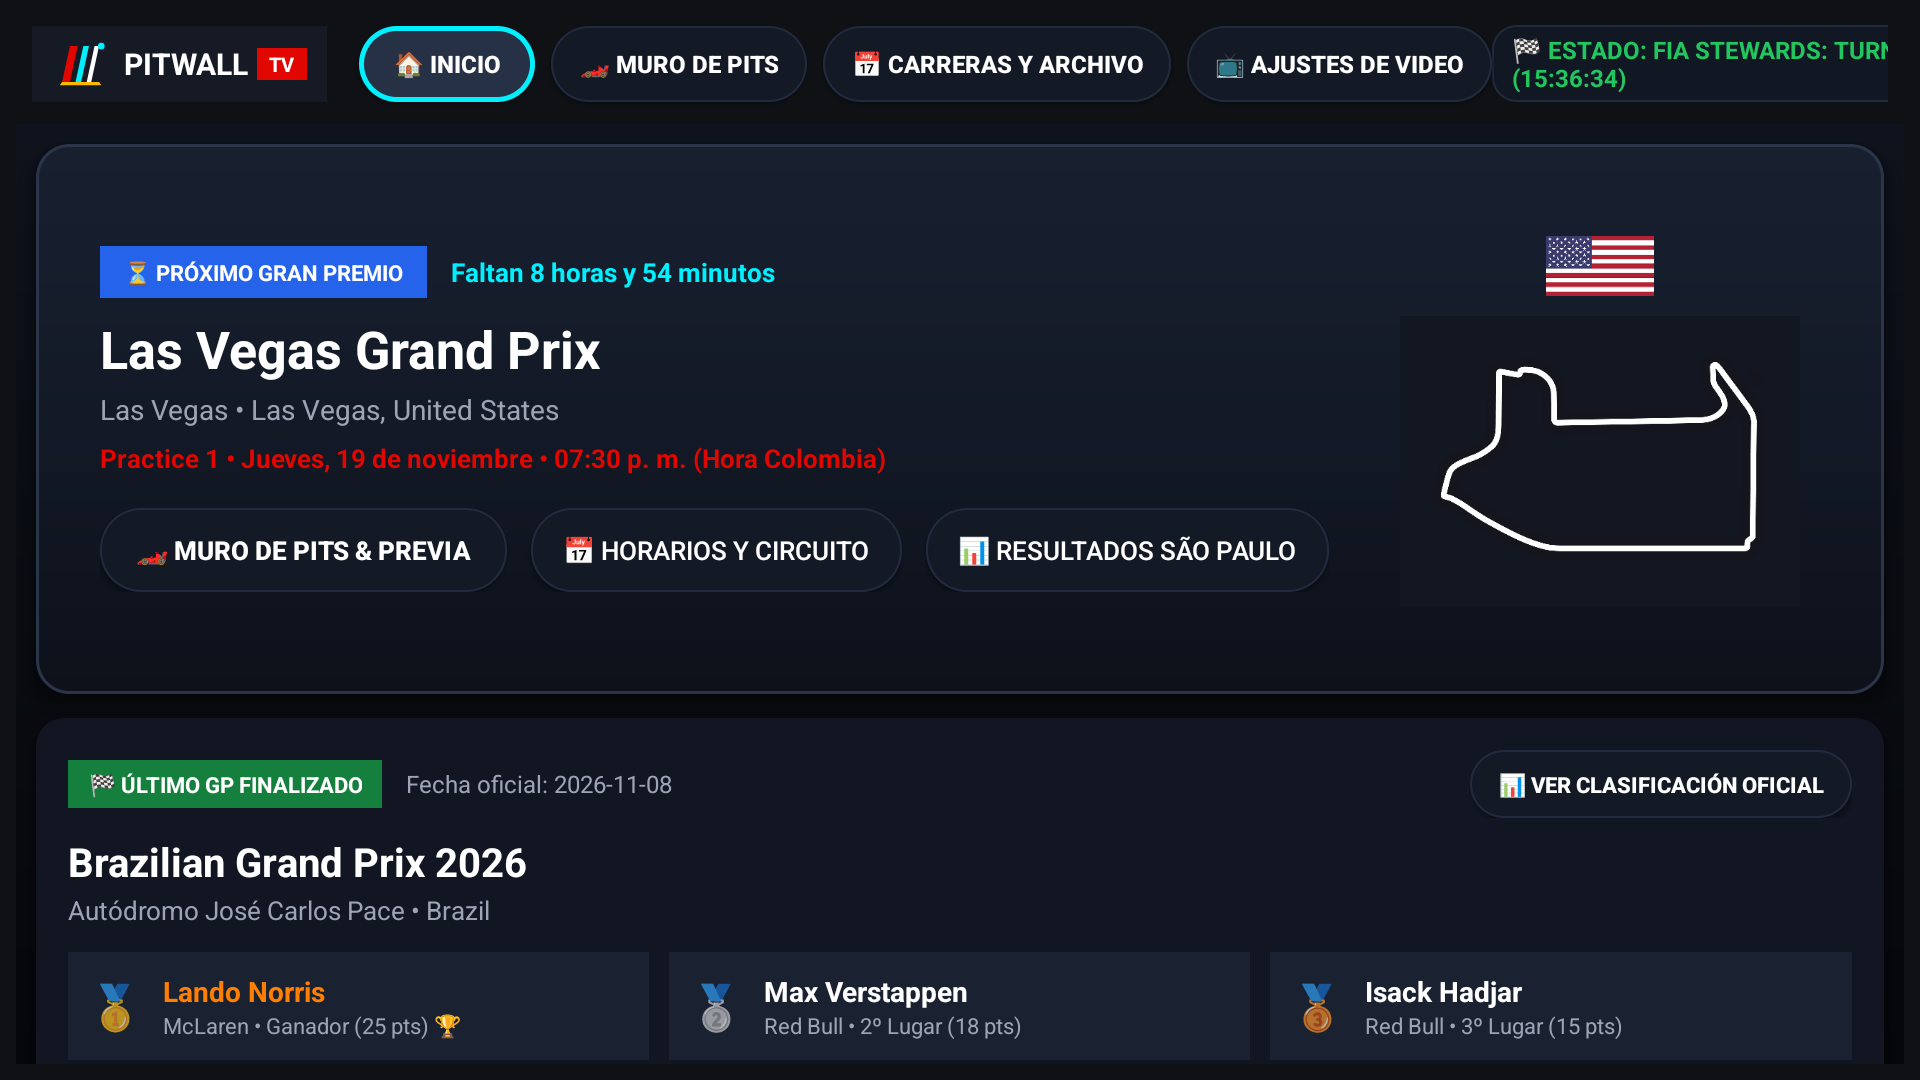 PITWALL TV
🏠 INICIO
🏎️ MURO DE PITS
📅 CARRERAS Y ARCHIVO
📺 AJUSTES DE VIDEO
🏁 ESTADO: FIA STEWARDS: TURN
(15:36:34)
⏳ PRÓXIMO GRAN PREMIO
Faltan 8 horas y 54 minutos
Las Vegas Grand Prix
Las Vegas • Las Vegas, United States
Practice 1 • Jueves, 19 de noviembre • 07:30 p. m. (Hora Colombia)
🏎️ MURO DE PITS & PREVIA
📅 HORARIOS Y CIRCUITO
📊 RESULTADOS SÃO PAULO
🏁 ÚLTIMO GP FINALIZADO
Fecha oficial: 2026-11-08
📊 VER CLASIFICACIÓN OFICIAL
Brazilian Grand Prix 2026
Autódromo José Carlos Pace • Brazil
🥇 Lando Norris
McLaren • Ganador (25 pts) 🏆
🥈 Max Verstappen
Red Bull • 2º Lugar (18 pts)
🥉 Isack Hadjar
Red Bull • 3º Lugar (15 pts)